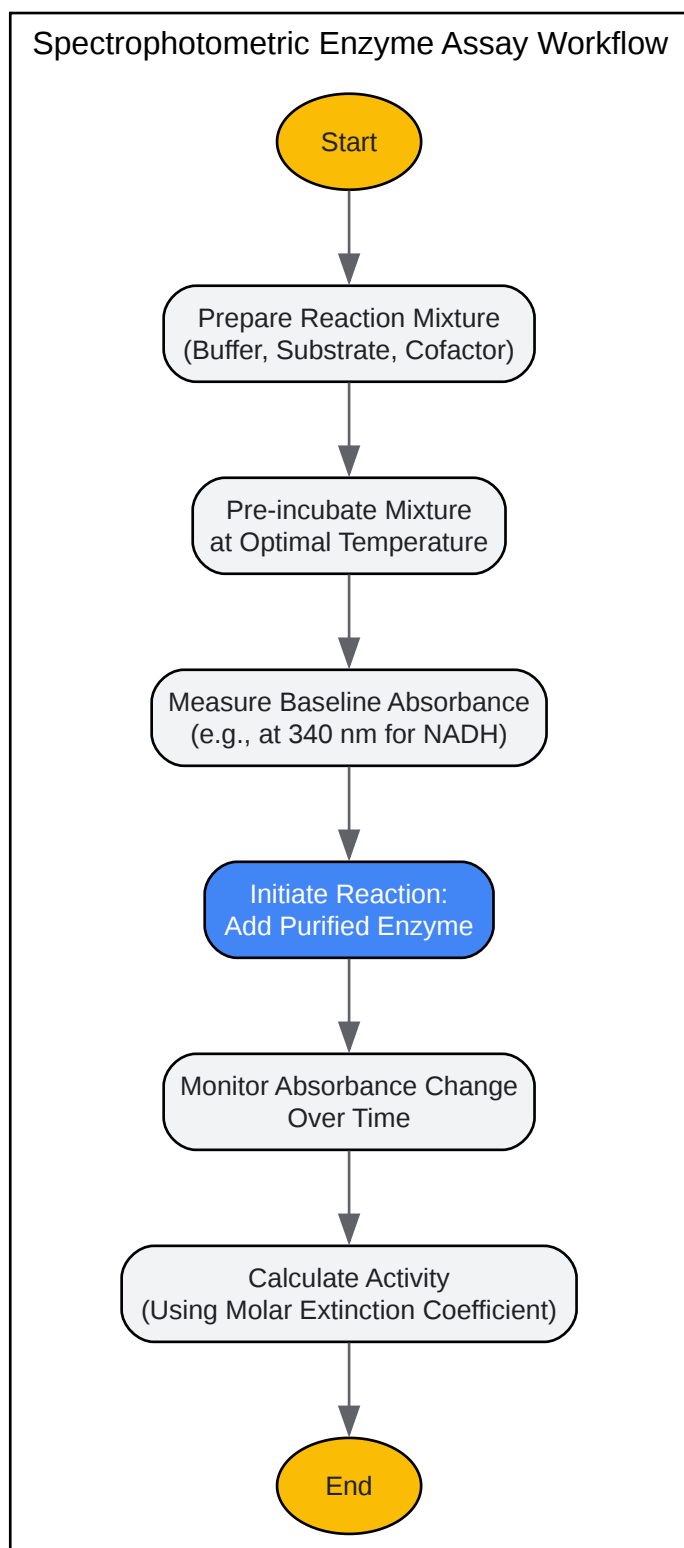 Spectrophotometric Enzyme Assay Workflow
Start
Prepare Reaction Mixture
(Buffer, Substrate, Cofactor)
Pre-incubate Mixture
at Optimal Temperature
Measure Baseline Absorbance
(e.g., at 340 nm for NADH)
Initiate Reaction:
Add Purified Enzyme
Monitor Absorbance Change
Over Time
Calculate Activity
(Using Molar Extinction Coefficient)
End